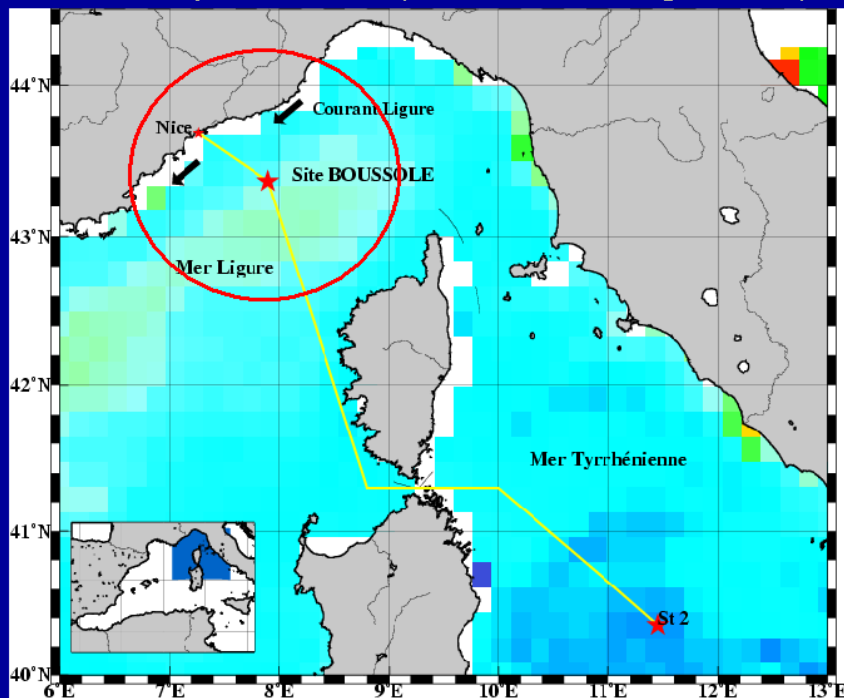 44°N
Courant Ligure
Nice
Site BOUSSOLE
43°N
Mer Ligure
42°N
Mer Tyrrhénienne
41°N
St 2
40°N
6°E
7°E
8°E
9°E
10°E
11°E
12°E
13°E